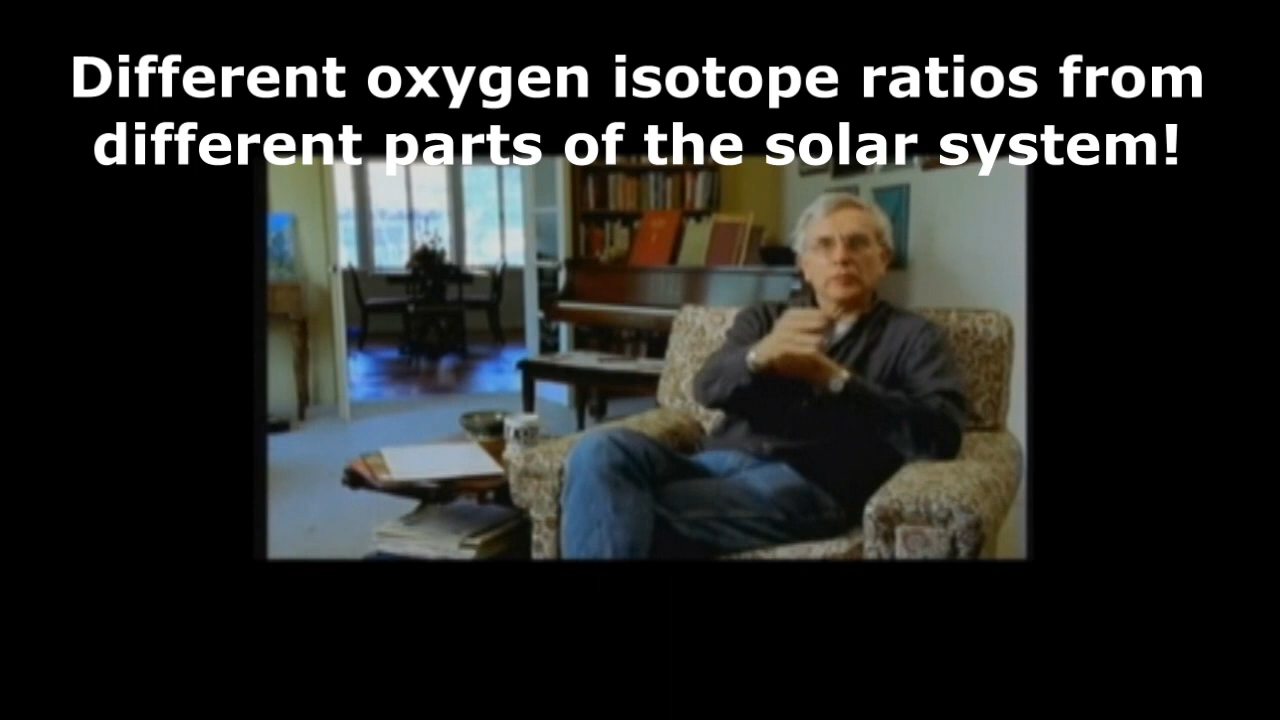 Different oxygen isotope ratios from
different parts of the solar system!